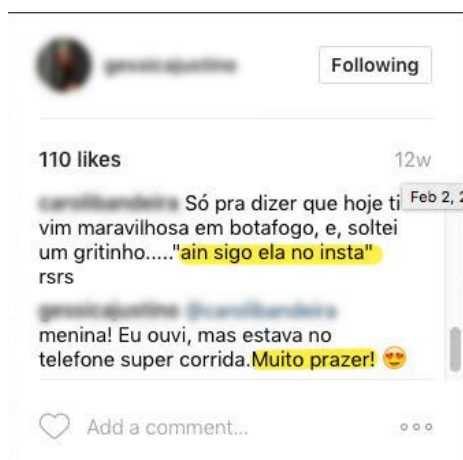 Following
110 likes
12w
Só pra dizer que hoje ti
Feb 2, 2
vim maravilhosa em botafogo, e, soltei
um gritinho....."ain sigo ela no insta"
rsrs
menina! Eu ouvi, mas estava no
telefone super corrida.Muito prazer!
Add a comment...